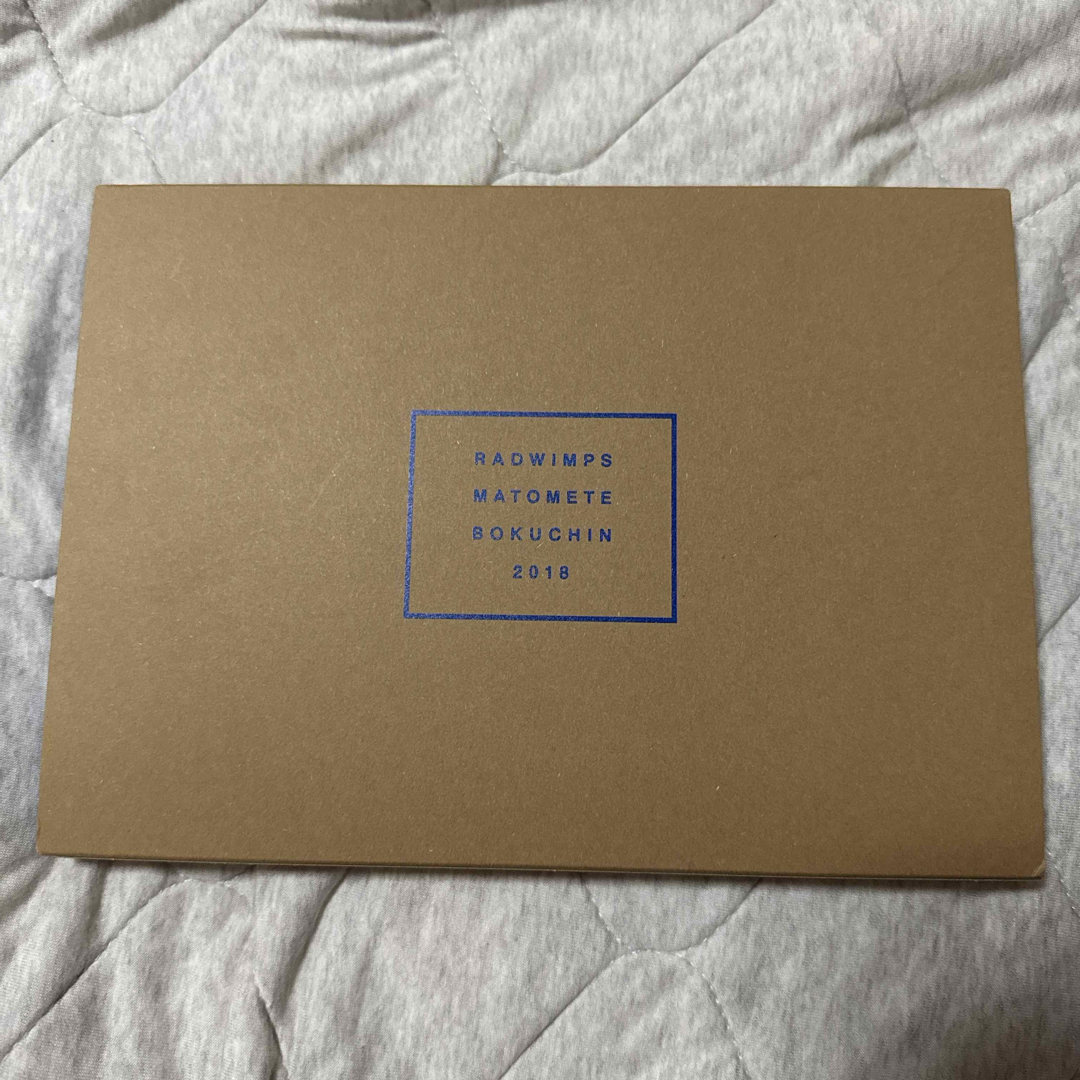 RADWIMPS
MATOMETE
BOKUCHIN
2018